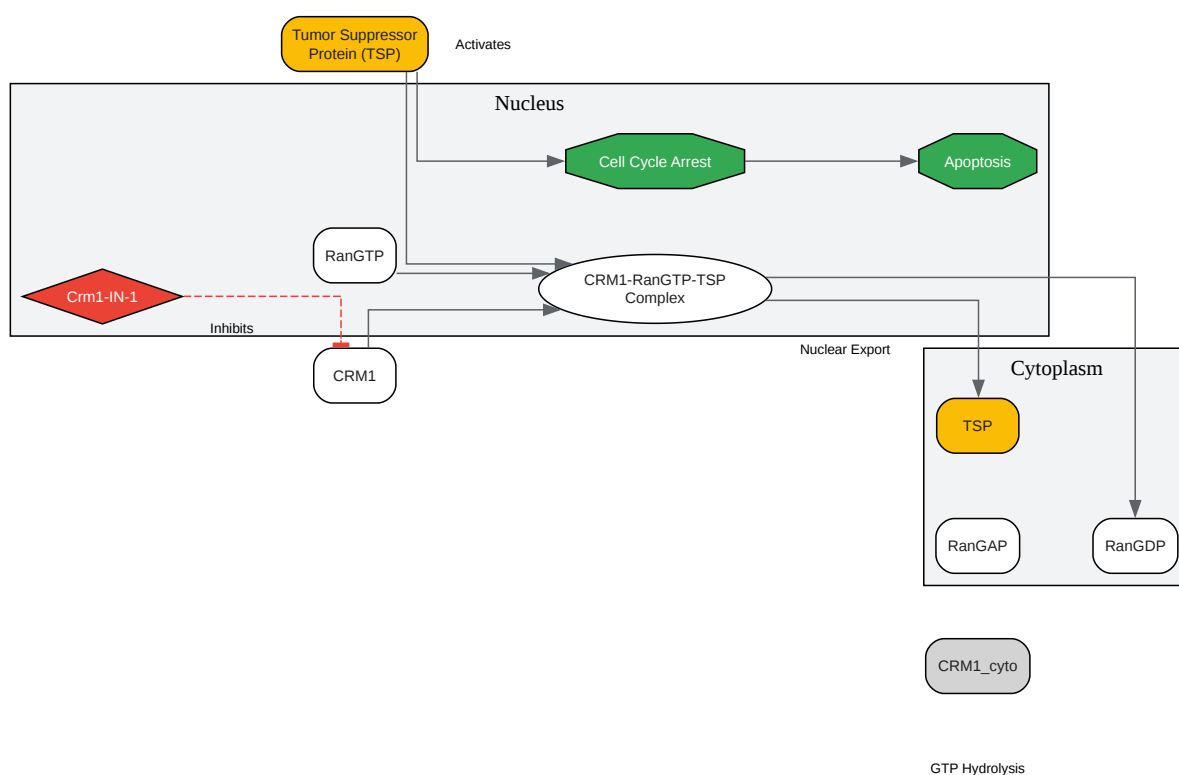 Tumor Suppressor
Protein (TSP)
Activates
Nucleus
Cell Cycle Arrest
Apoptosis
RanGTP
CRM1-RanGTP-TSP
Complex
Crm1-IN-1
Inhibits
CRM1
Nuclear Export
Cytoplasm
TSP
RanGAP
RanGDP
CRM1_cyto
GTP Hydrolysis